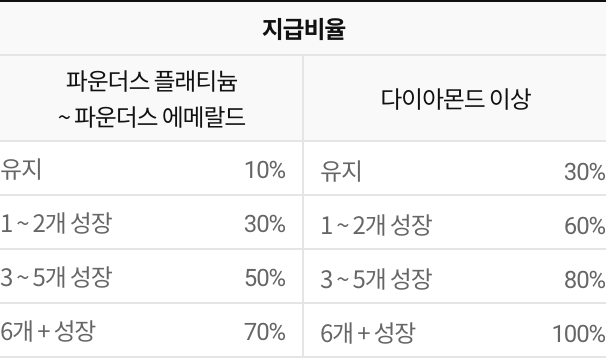 지급비율
파운더스 플래티늄
~ 파운더스 에메랄드
다이아몬드 이상
유지 10% 유지 30%
1 ~ 2개 성장 30% 1 ~ 2개 성장 60%
3 ~ 5개 성장 50% 3 ~ 5개 성장 80%
6개 + 성장 70% 6개 + 성장 100%